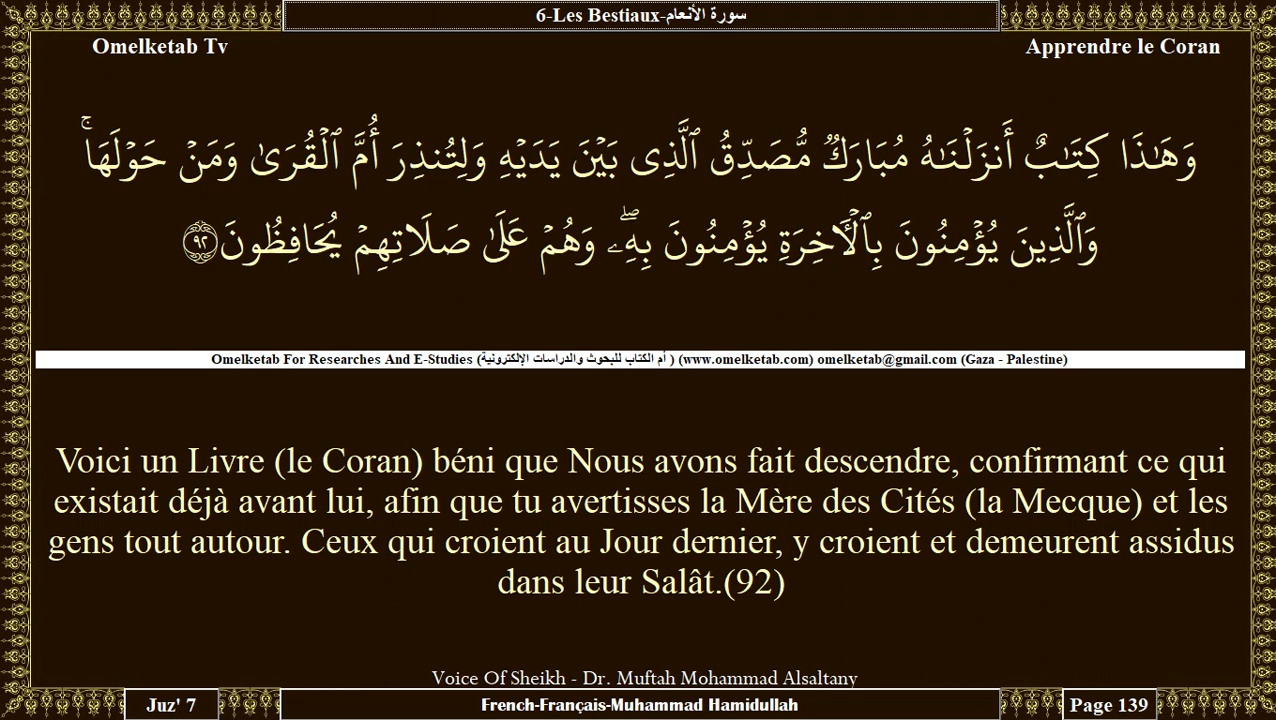 6-Les Bestiaux-سورة الأنعام
Omelketab Tv
Apprendre le Coran
وَهَـٰذَا كِتَـٰبٌ أَنزَلْنَـٰهُ مُبَارَكٌ مُّصَدِّقُ ٱلَّذِى بَيْنَ يَدَيْهِ وَلِتُنذِرَ أُمَّ ٱلْقُرَىٰ وَمَنْ حَوْلَهَا ۚ
وَٱلَّذِينَ يُؤْمِنُونَ بِٱلْـَٔاخِرَةِ يُؤْمِنُونَ بِهِۦ ۖ وَهُمْ عَلَىٰ صَلَاتِهِمْ يُحَافِظُونَ ٩٢
Omelketab For Researches And E-Studies (أم الكتاب للبحوث والدراسات الإلكترونية ) (www.omelketab.com) omelketab@gmail.com (Gaza - Palestine)
Voici un Livre (le Coran) béni que Nous avons fait descendre, confirmant ce qui
existait déjà avant lui, afin que tu avertisses la Mère des Cités (la Mecque) et les
gens tout autour. Ceux qui croient au Jour dernier, y croient et demeurent assidus
dans leur Salât.(92)
Voice Of Sheikh - Dr. Muftah Mohammad Alsaltany
Juz' 7
French-Français-Muhammad Hamidullah
Page 139